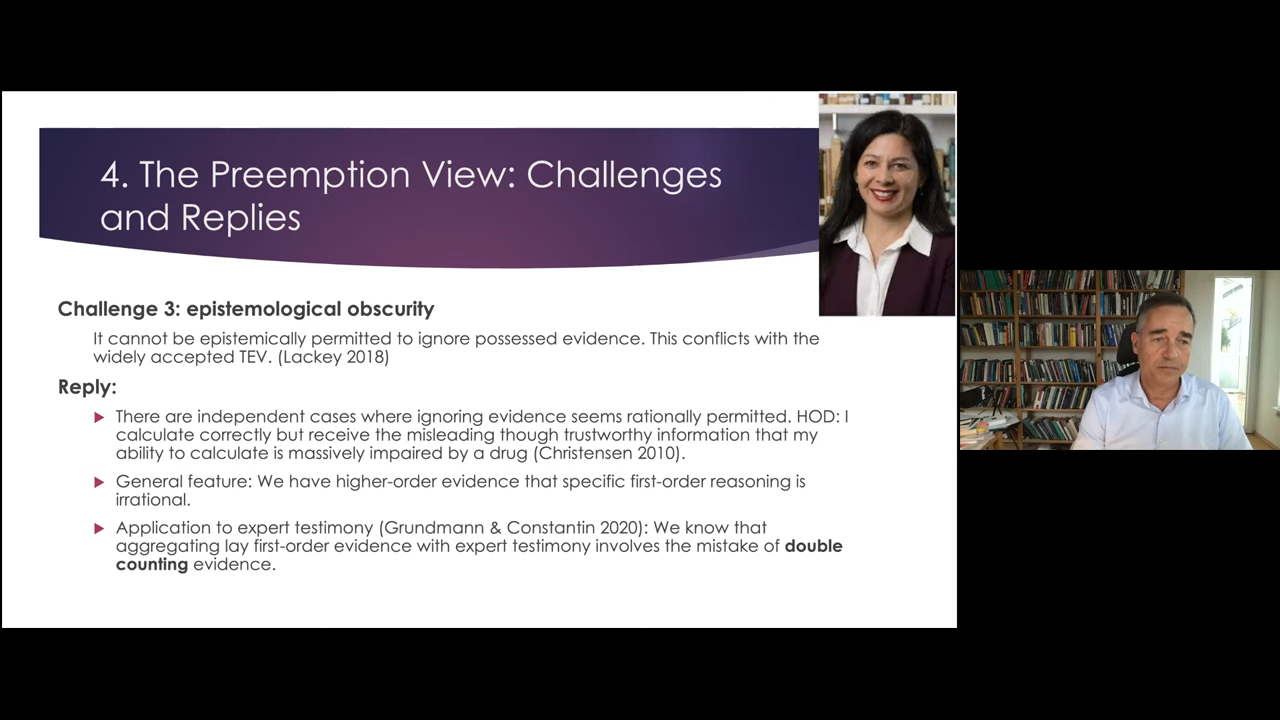 4. The Preemption View: Challenges
and Replies
Challenge 3: epistemological obscurity
It cannot be epistemically permitted to ignore possessed evidence. This conflicts with the
widely accepted TEV. (Lackey 2018)
Reply:
There are independent cases where ignoring evidence seems rationally permitted. HOD: I
calculate correctly but receive the misleading though trustworthy information that my
ability to calculate is massively impaired by a drug (Christensen 2010).
General feature: We have higher-order evidence that specific first-order reasoning is
irrational.
Application to expert testimony (Grundmann & Constantin 2020): We know that
aggregating lay first-order evidence with expert testimony involves the mistake of double
counting evidence.